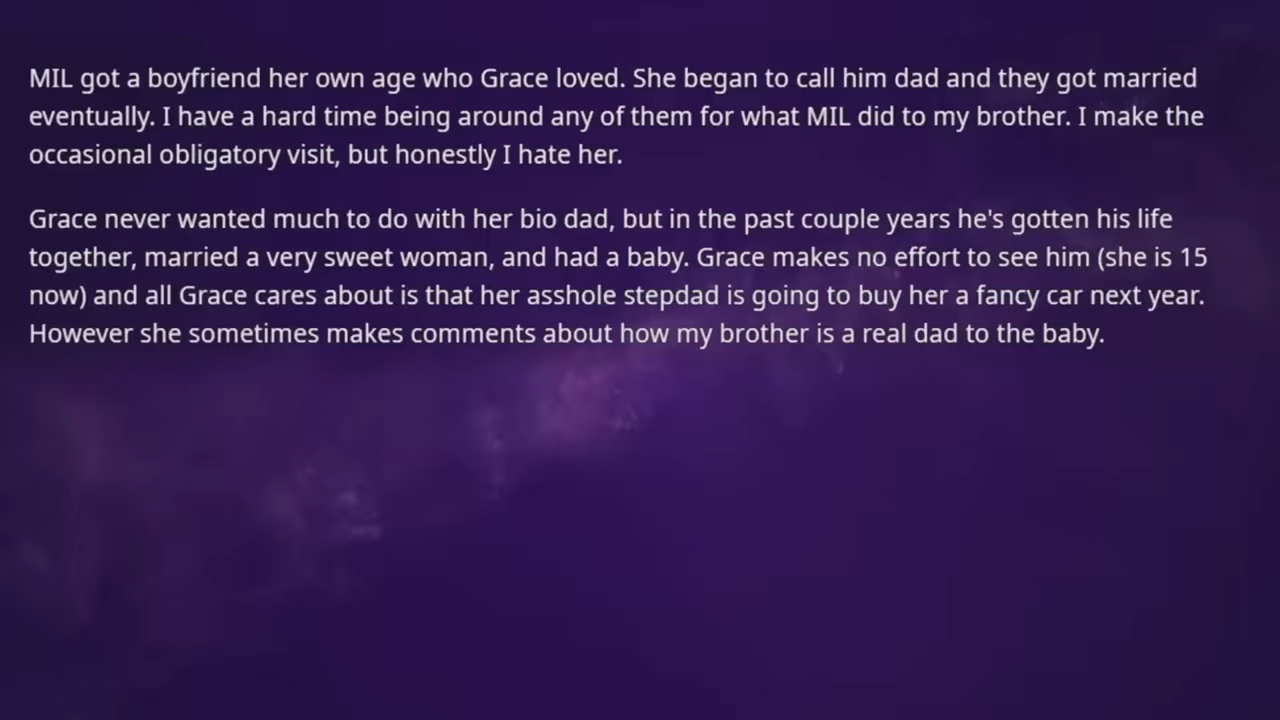 MIL got a boyfriend her own age who Grace loved. She began to call him dad and they got married
eventually. I have a hard time being around any of them for what MIL did to my brother. I make the
occasional obligatory visit, but honestly I hate her.
Grace never wanted much to do with her bio dad, but in the past couple years he's gotten his life
together, married a very sweet woman, and had a baby. Grace makes no effort to see him (she is 15
now) and all Grace cares about is that her asshole stepdad is going to buy her a fancy car next year.
However she sometimes makes comments about how my brother is a real dad to the baby.